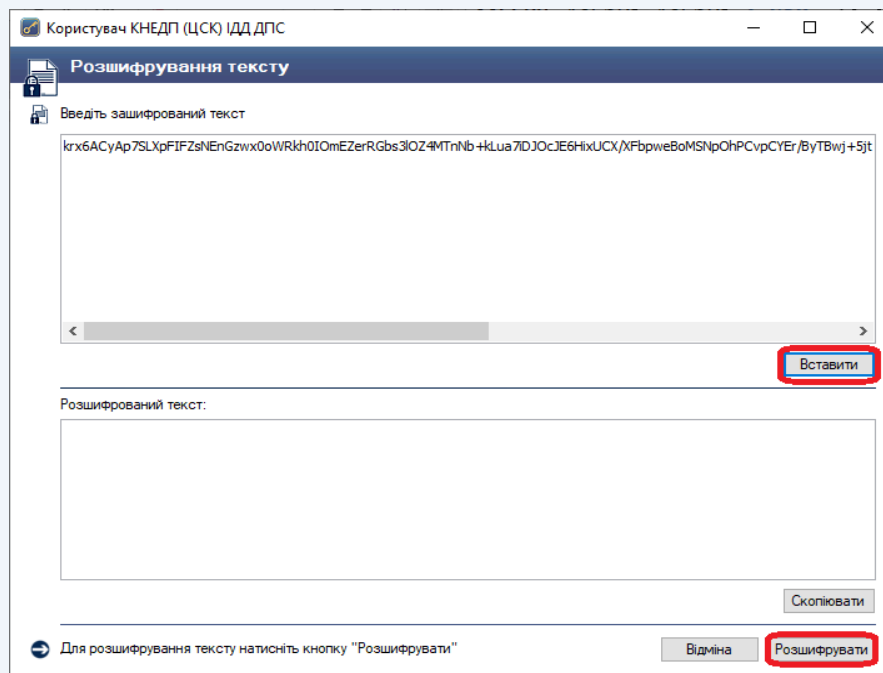 Користувач КНЕДП (ЦСК) ІДД ДПС
Розшифрування тексту
Введіть зашифрований текст
krx6ACyAp7SLXpFIFZsNEnGzwx0oWRkh0IOmEZerRGbs3lOZ4MTnNb+kLua7iDJOcJE6HixUCX/XFbpweBoMSNpOhPCvpCYEr/ByTBwj+5jt
Вставити
Розшифрований текст:
Скопіювати
Для розшифрування тексту натисніть кнопку "Розшифрувати"
Відміна
Розшифрувати